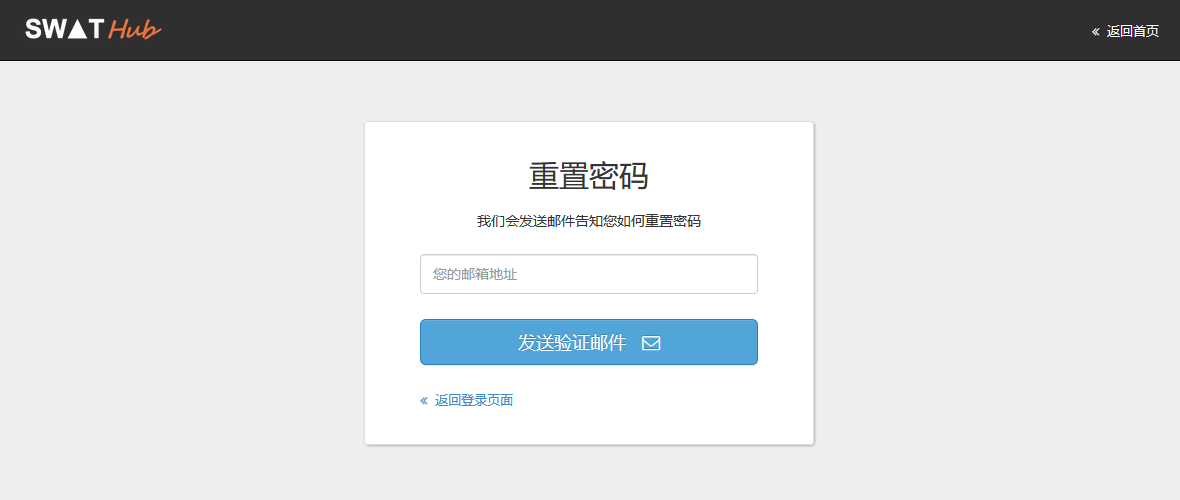 SWAT Hub
« 返回首页
重置密码
我们会发送邮件告知您如何重置密码
您的邮箱地址
发送验证邮件
« 返回登录页面